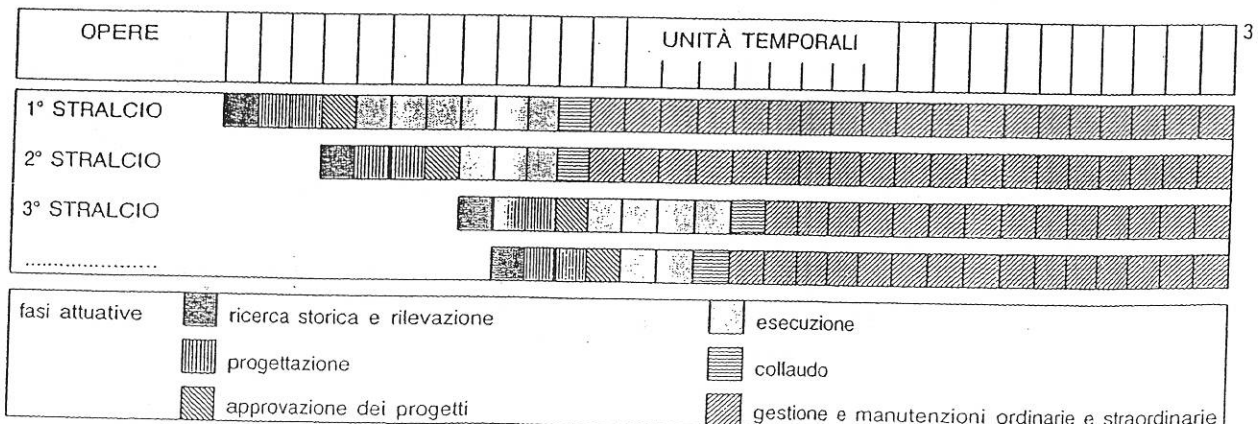 OPERE
UNITÀ TEMPORALI
3
1° STRALCIO
2° STRALCIO
3° STRALCIO
......................
fasi attuative
ricerca storica e rilevazione
progettazione
approvazione dei progetti
esecuzione
collaudo
gestione e manutenzioni ordinarie e straordinarie